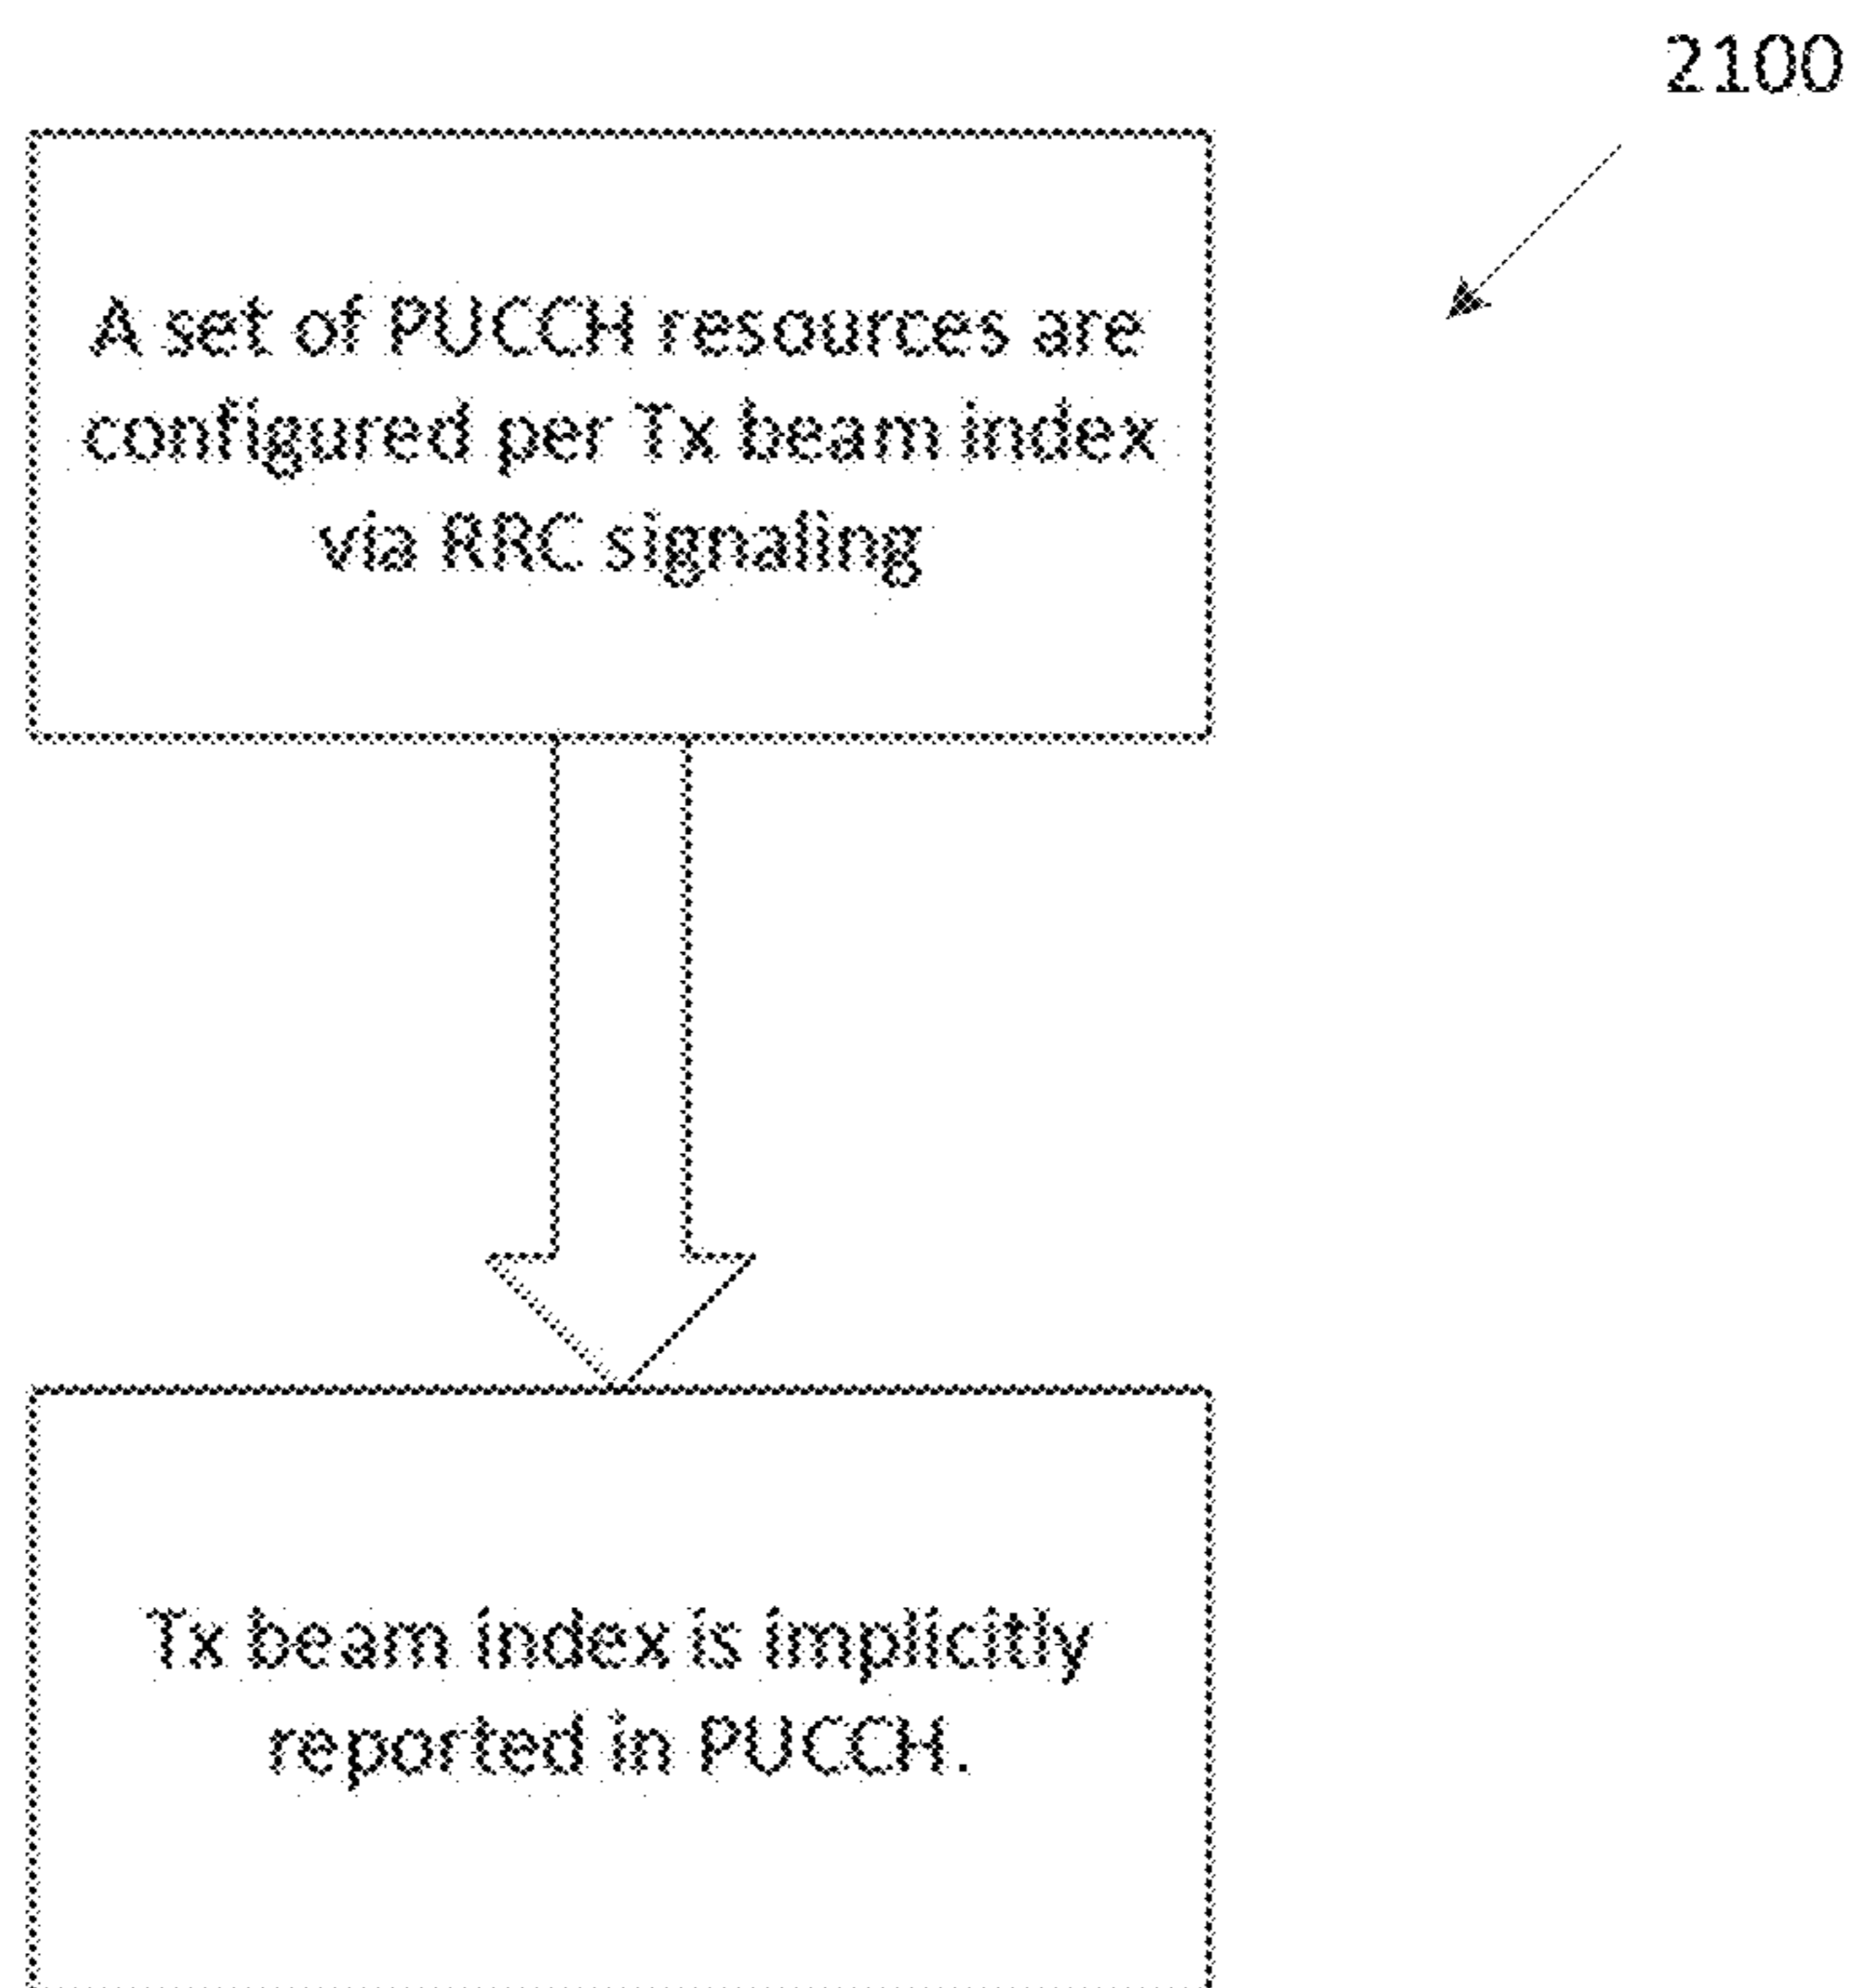 2100
A set of PUCCH resources are
configured per Tx beam index
via RRC signaling
Tx beam index is implicitly
reported in PUCCH.